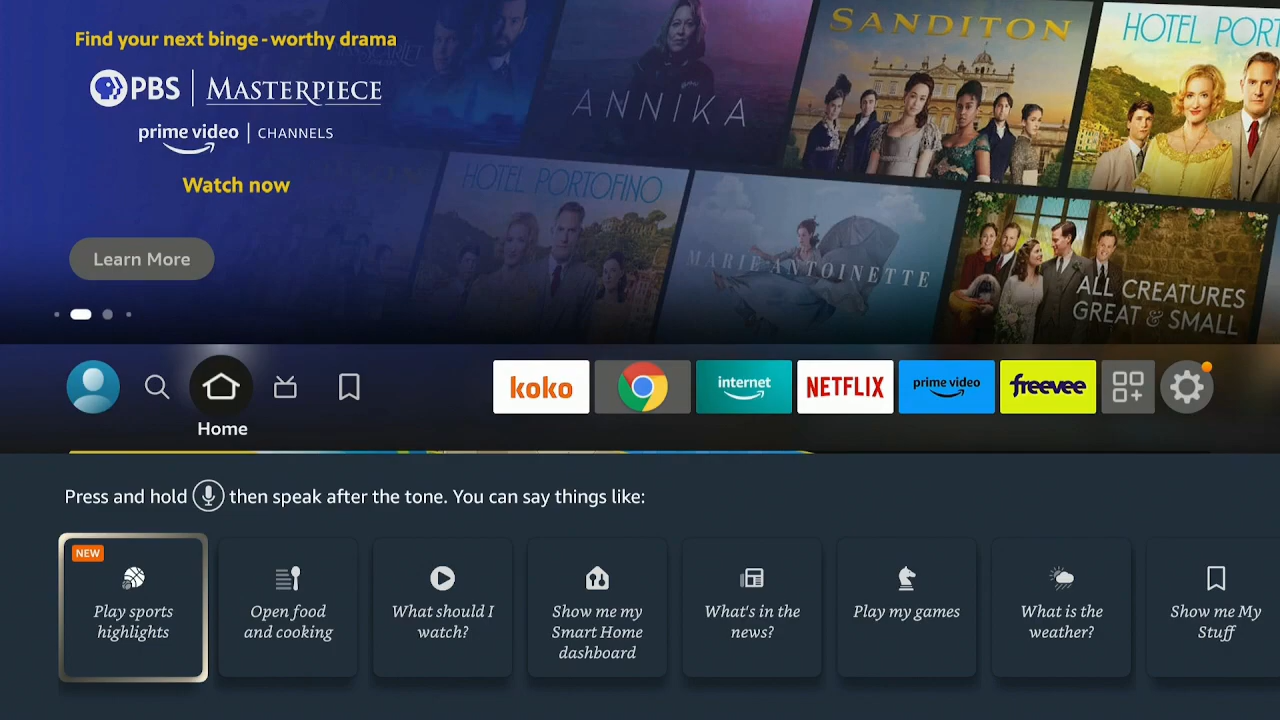 Find your next binge-worthy drama
PBS | MASTERPIECE
prime video | CHANNELS
Watch now
Learn More
ANNIKA
SANDITON
HOTEL PORT
HOTEL PORTOFINO
MARIE ANTOINETTE
ALL CREATURES
GREAT & SMALL
koko
internet
NETFLIX
prime video
freevee
Home
Press and hold then speak after the tone. You can say things like:
NEW
Play sports
highlights
Open food
and cooking
What should I
watch?
Show me my
Smart Home
dashboard
What's in the
news?
Play my games
What is the
weather?
Show me My
Stuff